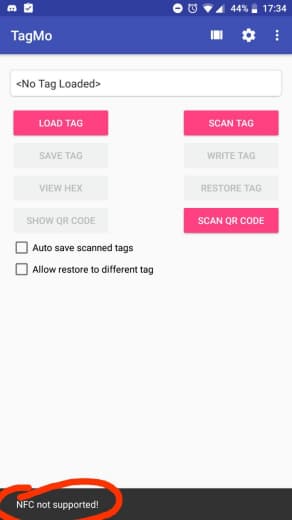 44% 17:34
TagMo
<No Tag Loaded>
LOAD TAG SCAN TAG
SAVE TAG WRITE TAG
VIEW HEX RESTORE TAG
SHOW QR CODE SCAN QR CODE
Auto save scanned tags
Allow restore to different tag
NFC not supported!